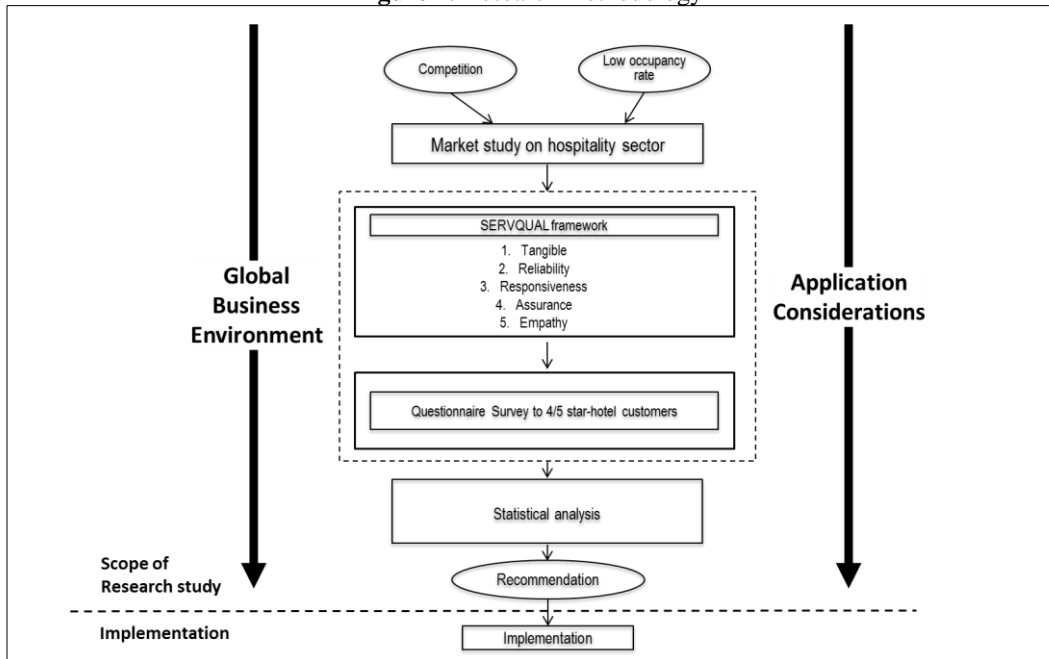 Competition
Low occupancy
rate
Market study on hospitality sector
SERVQUAL framework
1. Tangible
2. Reliability
3. Responsiveness
4. Assurance
5. Empathy
Global
Business
Environment
Application
Considerations
Questionnaire Survey to 4/5 star-hotel customers
Statistical analysis
Scope of
Research study
Recommendation
Implementation
Implementation